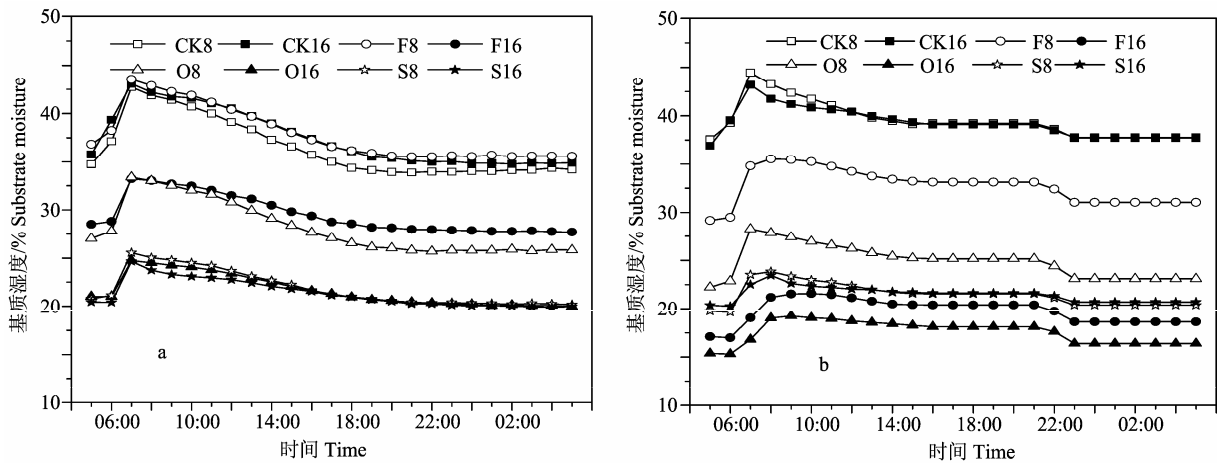 50
40
30
20
10
基质湿度/% Substrate moisture
CK8 CK16 F8 F16
O8 O16 S8 S16
a
06:00 10:00 14:00 18:00 22:00 02:00
时间 Time
50
40
30
20
10
基质湿度/% Substrate moisture
CK8 CK16 F8 F16
O8 O16 S8 S16
b
06:00 10:00 14:00 18:00 22:00 02:00
时间 Time